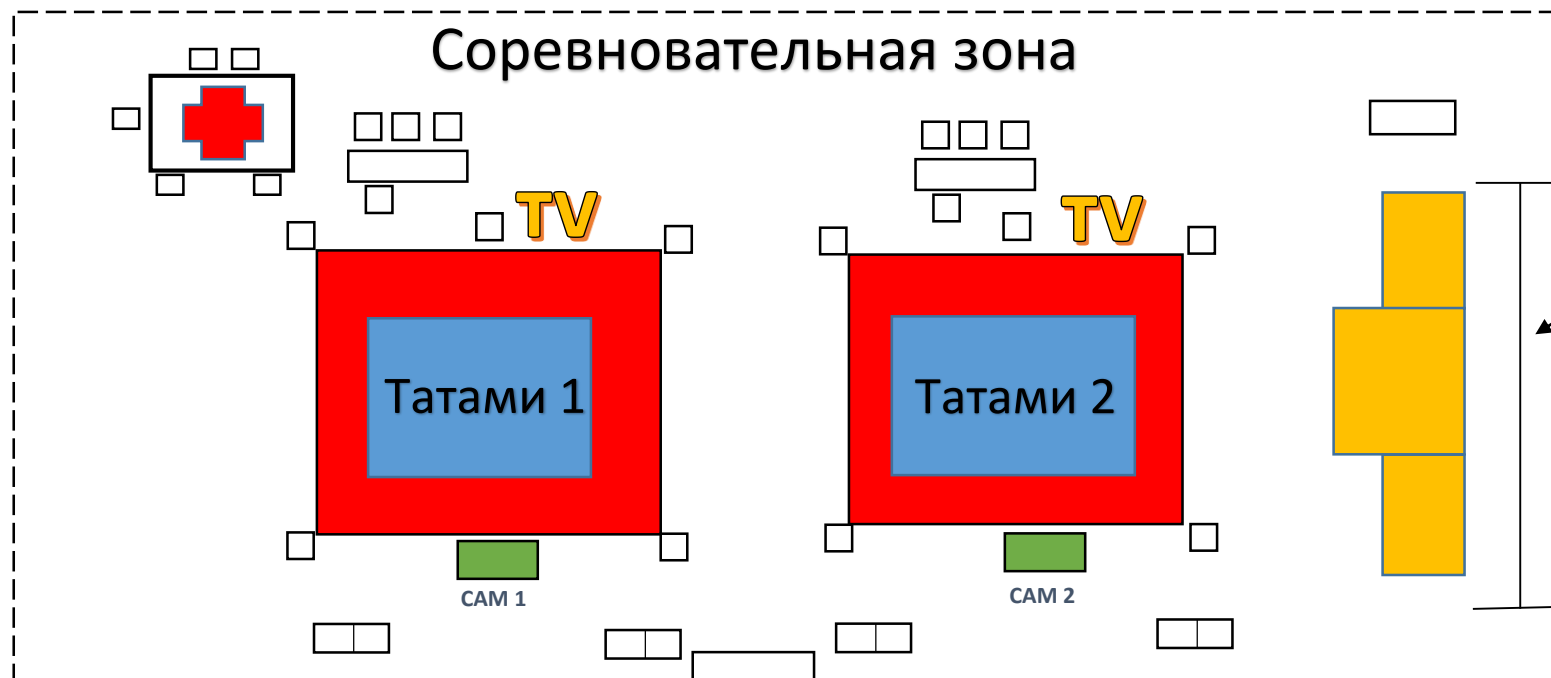 Соревновательная зона
TV
TV
Татами 1
Татами 2
CAM 1
CAM 2